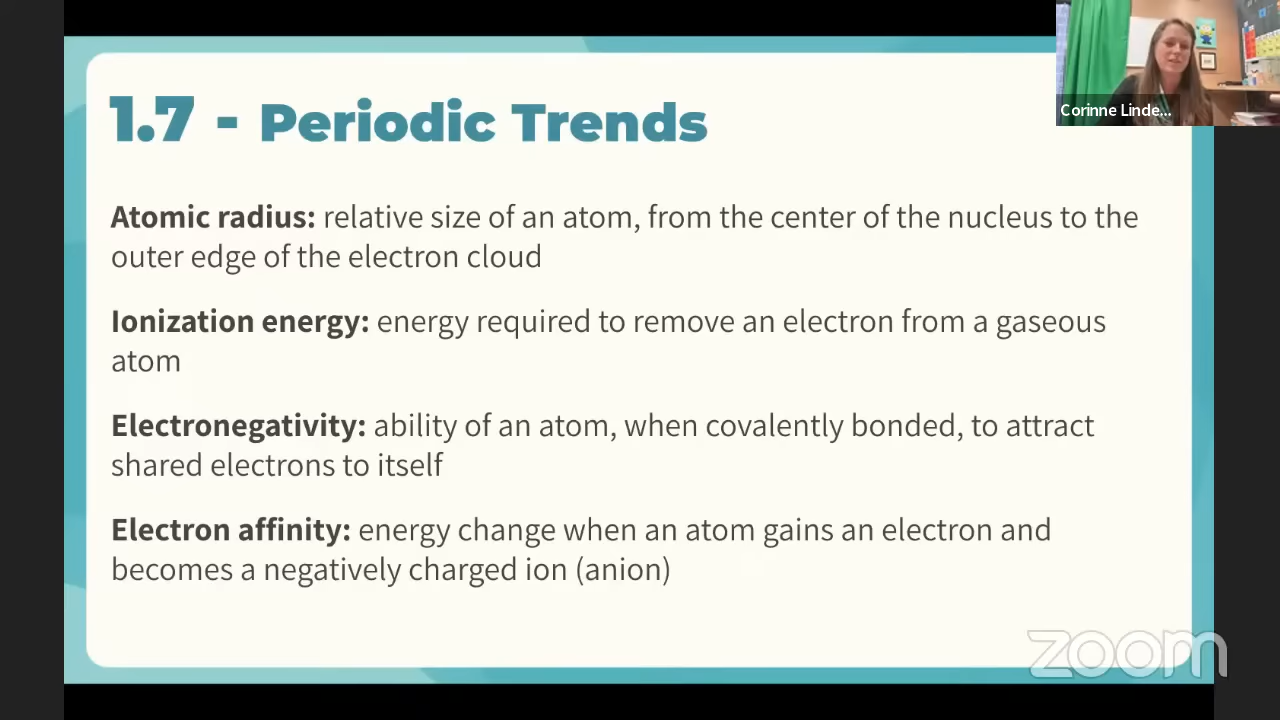 1.7 - Periodic Trends
Corinne Linde...
Atomic radius: relative size of an atom, from the center of the nucleus to the
outer edge of the electron cloud
Ionization energy: energy required to remove an electron from a gaseous
atom
Electronegativity: ability of an atom, when covalently bonded, to attract
shared electrons to itself
Electron affinity: energy change when an atom gains an electron and
becomes a negatively charged ion (anion)
zoom